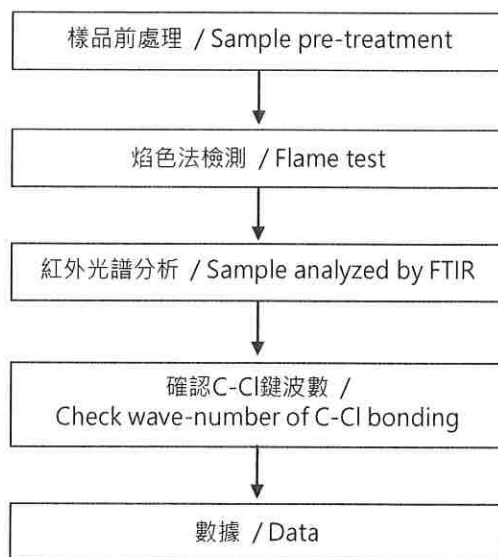 樣品前處理 / Sample pre-treatment
焰色法檢測 / Flame test
紅外光譜分析 / Sample analyzed by FTIR
確認C-Cl鍵波數 /
Check wave-number of C-Cl bonding
數據 / Data